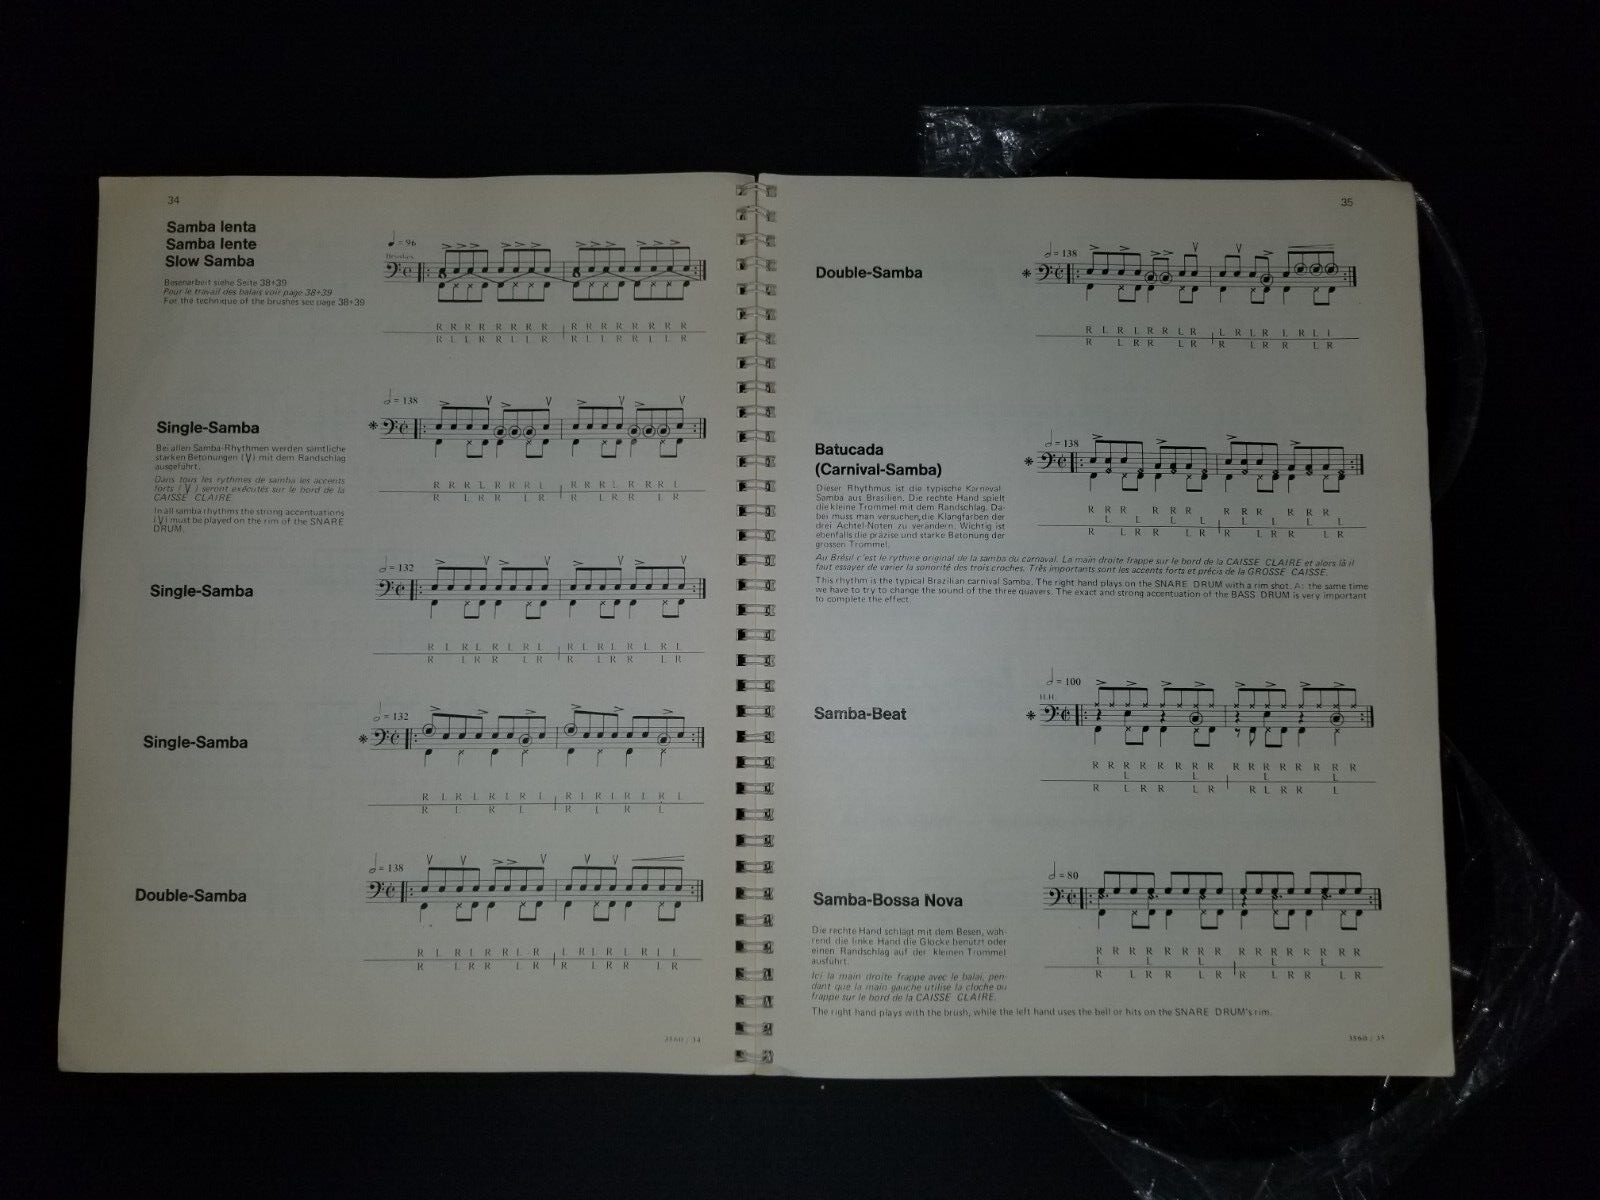 34
Samba lenta
Samba lente
Slow Samba
Besenarbeit siehe Seite 38+39
Pour le travail des balais voir page 38+39
For the technique of the brushes see page 38+39
= 96
Brushes
R R R R R R R R R R R R R R R R
R L L R R L L R R L L R R L L R
Single-Samba
Bei allen Samba-Rhythmen werden sämtliche
starken Betonungen (V) mit dem Randschlag
ausgeführt.
Dans tous les rythmes de samba les accents
forts (V) seront exécutés sur le bord de la
CAISSE CLAIRE.
In all samba rhythms the strong accentuations
(V) must be played on the rim of the SNARE
DRUM.
= 138
R R R L R R R L R R R L R R R L
R L R R L R L R R L R
Single-Samba
= 132
R L R L R L R L R L R L R L R L
R L R R L R R L R R L R
Single-Samba
= 132
R L R L R L R L R L R L R L R L
R L R L R L R L
Double-Samba
= 138
R L R L R R L R L R L R L R L L
R L R R L R L R R L R
3560 / 34
35
Double-Samba
= 138
R L R L R R L R L R L R L R L L
R L R R L R L R R L R
Batucada
(Carnival-Samba)
Dieser Rhythmus ist die typische Karneval
Samba aus Brasilien. Die rechte Hand spielt
die kleine Trommel mit dem Randschlag. Da-
bei muss man versuchen, die Klangfarben der
drei Achtel-Noten zu verändern. Wichtig ist
ebenfalls die präzise und starke Betonung der
grossen Trommel.
Au Brésil c'est le rythme original de la samba du carnaval. La main droite frappe sur le bord de la CAISSE CLAIRE et alors là il
faut essayer de varier la sonorité des trois croches. Très importants sont les accents forts et précis de la GROSSE CAISSE.
This rhythm is the typical Brazilian carnival Samba. The right hand plays on the SNARE DRUM with a rim shot. At the same time
we have to try to change the sound of the three quavers. The exact and strong accentuation of the BASS DRUM is very important
to complete the effect.
= 138
R R R R R R R R R R R R
L L L L L L L L
R L R R L R R L R R L R
Samba-Beat
= 100
H.H.
R R R R R R R R R R R R R R R R
L L L L
R L R R L R R L R R L
Samba-Bossa Nova
Die rechte Hand schlägt mit dem Besen, wäh-
rend die linke Hand die Glocke benutzt oder
einen Randschlag auf der kleinen Trommel
ausführt.
Ici la main droite frappe avec le balai, pen-
dant que la main gauche utilise la cloche ou
frappe sur le bord de la CAISSE CLAIRE.
The right hand plays with the brush, while the left hand uses the bell or hits on the SNARE DRUM's rim.
= 80
R R R R R R R R R R R R R R R R
L L L L L L
R L R R L R R L R R L R
3560 / 35